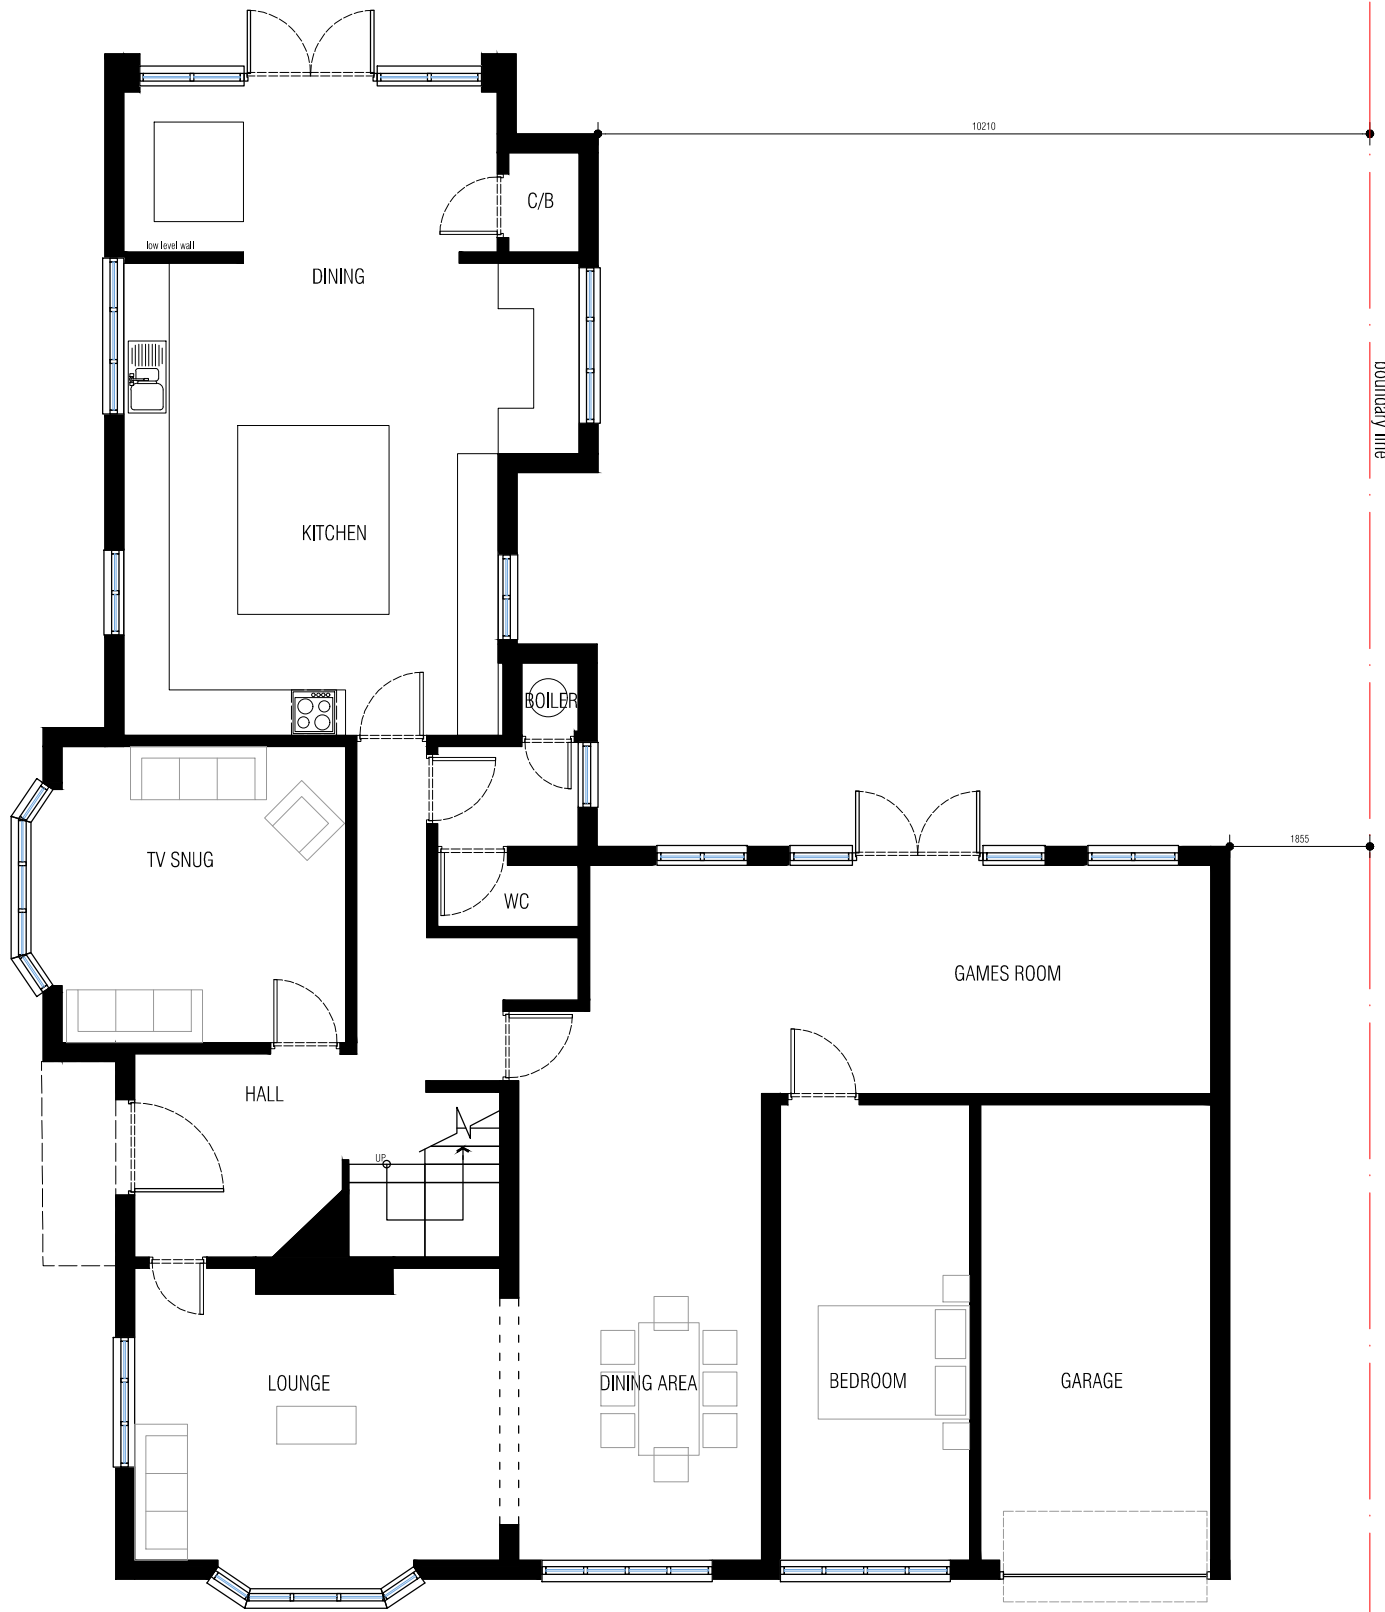 10210
C/B
low level wall
DINING
boundary line
KITCHEN
BOILER
1855
TV SNUG
WC
GAMES ROOM
HALL
UP
LOUNGE
DINING AREA
BEDROOM
GARAGE